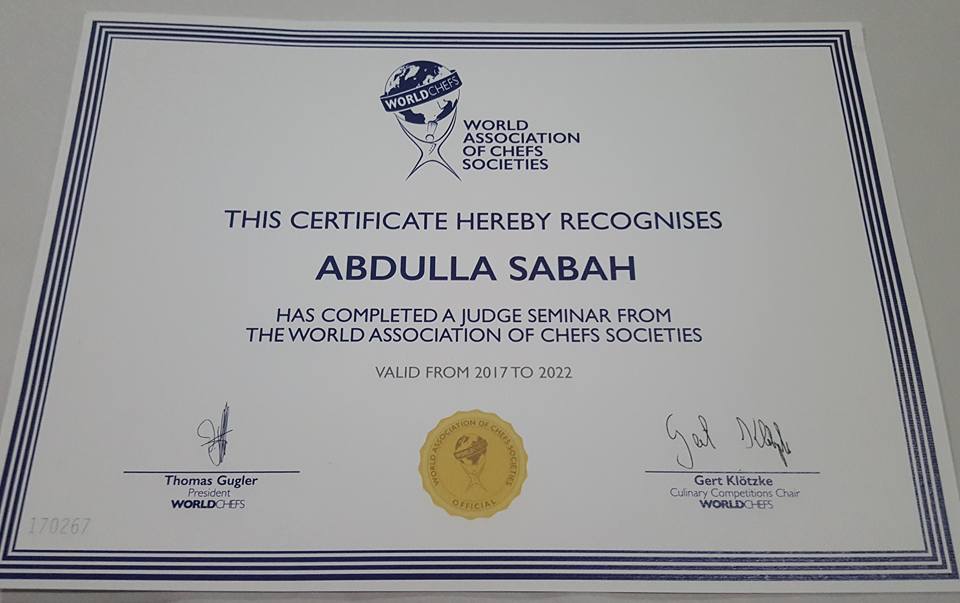 WORLDCHEFS
WORLD
ASSOCIATION
OF CHEFS
SOCIETIES
THIS CERTIFICATE HEREBY RECOGNISES
ABDULLA SABAH
HAS COMPLETED A JUDGE SEMINAR FROM
THE WORLD ASSOCIATION OF CHEFS SOCIETIES
VALID FROM 2017 TO 2022
Thomas Gugler
President
WORLDCHEFS
WORLD ASSOCIATION OF CHEFS SOCIETIES
OFFICIAL
Gert Klötzke
Culinary Competitions Chair
WORLDCHEFS
170267